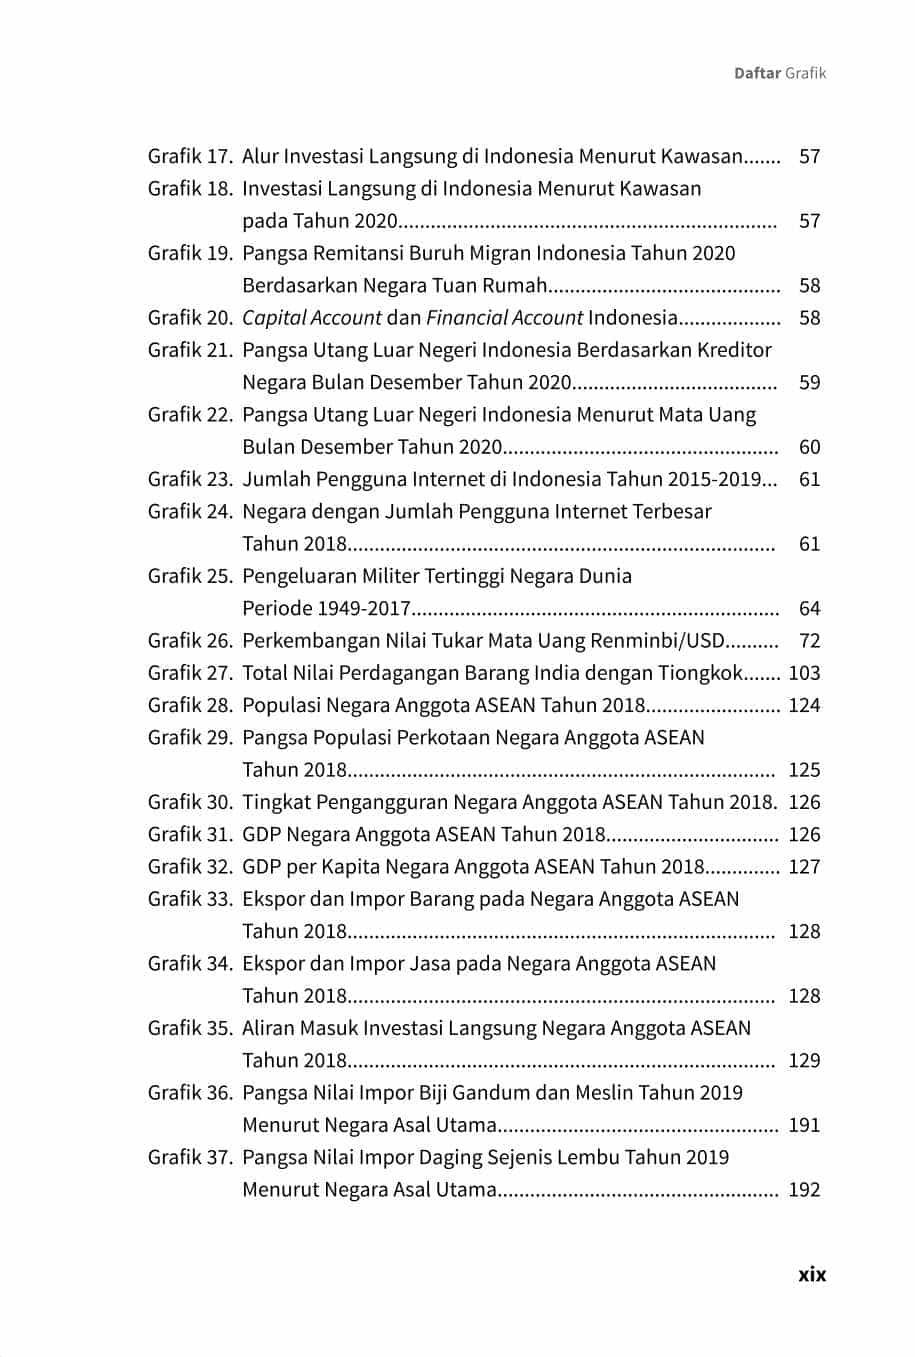 Daftar Grafik
Grafik 17. Alur Investasi Langsung di Indonesia Menurut Kawasan....... 57
Grafik 18. Investasi Langsung di Indonesia Menurut Kawasan
pada Tahun 2020...................................................................... 57
Grafik 19. Pangsa Remitansi Buruh Migran Indonesia Tahun 2020
Berdasarkan Negara Tuan Rumah........................................... 58
Grafik 20. Capital Account dan Financial Account Indonesia................... 58
Grafik 21. Pangsa Utang Luar Negeri Indonesia Berdasarkan Kreditor
Negara Bulan Desember Tahun 2020...................................... 59
Grafik 22. Pangsa Utang Luar Negeri Indonesia Menurut Mata Uang
Bulan Desember Tahun 2020................................................... 60
Grafik 23. Jumlah Pengguna Internet di Indonesia Tahun 2015-2019... 61
Grafik 24. Negara dengan Jumlah Pengguna Internet Terbesar
Tahun 2018............................................................................... 61
Grafik 25. Pengeluaran Militer Tertinggi Negara Dunia
Periode 1949-2017.................................................................... 64
Grafik 26. Perkembangan Nilai Tukar Mata Uang Renminbi/USD.......... 72
Grafik 27. Total Nilai Perdagangan Barang India dengan Tiongkok....... 103
Grafik 28. Populasi Negara Anggota ASEAN Tahun 2018......................... 124
Grafik 29. Pangsa Populasi Perkotaan Negara Anggota ASEAN
Tahun 2018............................................................................... 125
Grafik 30. Tingkat Pengangguran Negara Anggota ASEAN Tahun 2018. 126
Grafik 31. GDP Negara Anggota ASEAN Tahun 2018................................ 126
Grafik 32. GDP per Kapita Negara Anggota ASEAN Tahun 2018.............. 127
Grafik 33. Ekspor dan Impor Barang pada Negara Anggota ASEAN
Tahun 2018............................................................................... 128
Grafik 34. Ekspor dan Impor Jasa pada Negara Anggota ASEAN
Tahun 2018............................................................................... 128
Grafik 35. Aliran Masuk Investasi Langsung Negara Anggota ASEAN
Tahun 2018............................................................................... 129
Grafik 36. Pangsa Nilai Impor Biji Gandum dan Meslin Tahun 2019
Menurut Negara Asal Utama.................................................... 191
Grafik 37. Pangsa Nilai Impor Daging Sejenis Lembu Tahun 2019
Menurut Negara Asal Utama.................................................... 192
xix